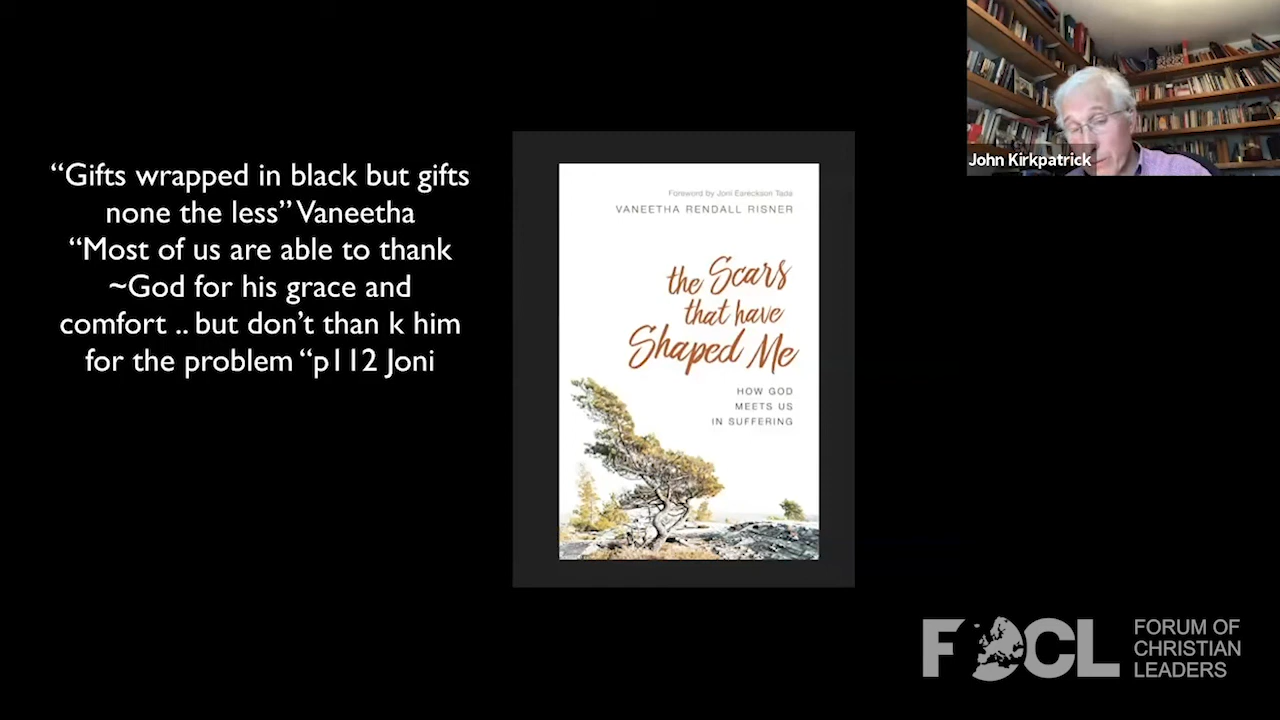 “Gifts wrapped in black but gifts
none the less” Vaneetha
“Most of us are able to thank
~God for his grace and
comfort .. but don’t than k him
for the problem “p112 Joni
Foreword by Joni Eareckson Tada
VANEETHA RENDALL RISNER
the Scars
that have
Shaped Me
HOW GOD
MEETS US
IN SUFFERING
John Kirkpatrick
FOCL
FORUM OF
CHRISTIAN
LEADERS